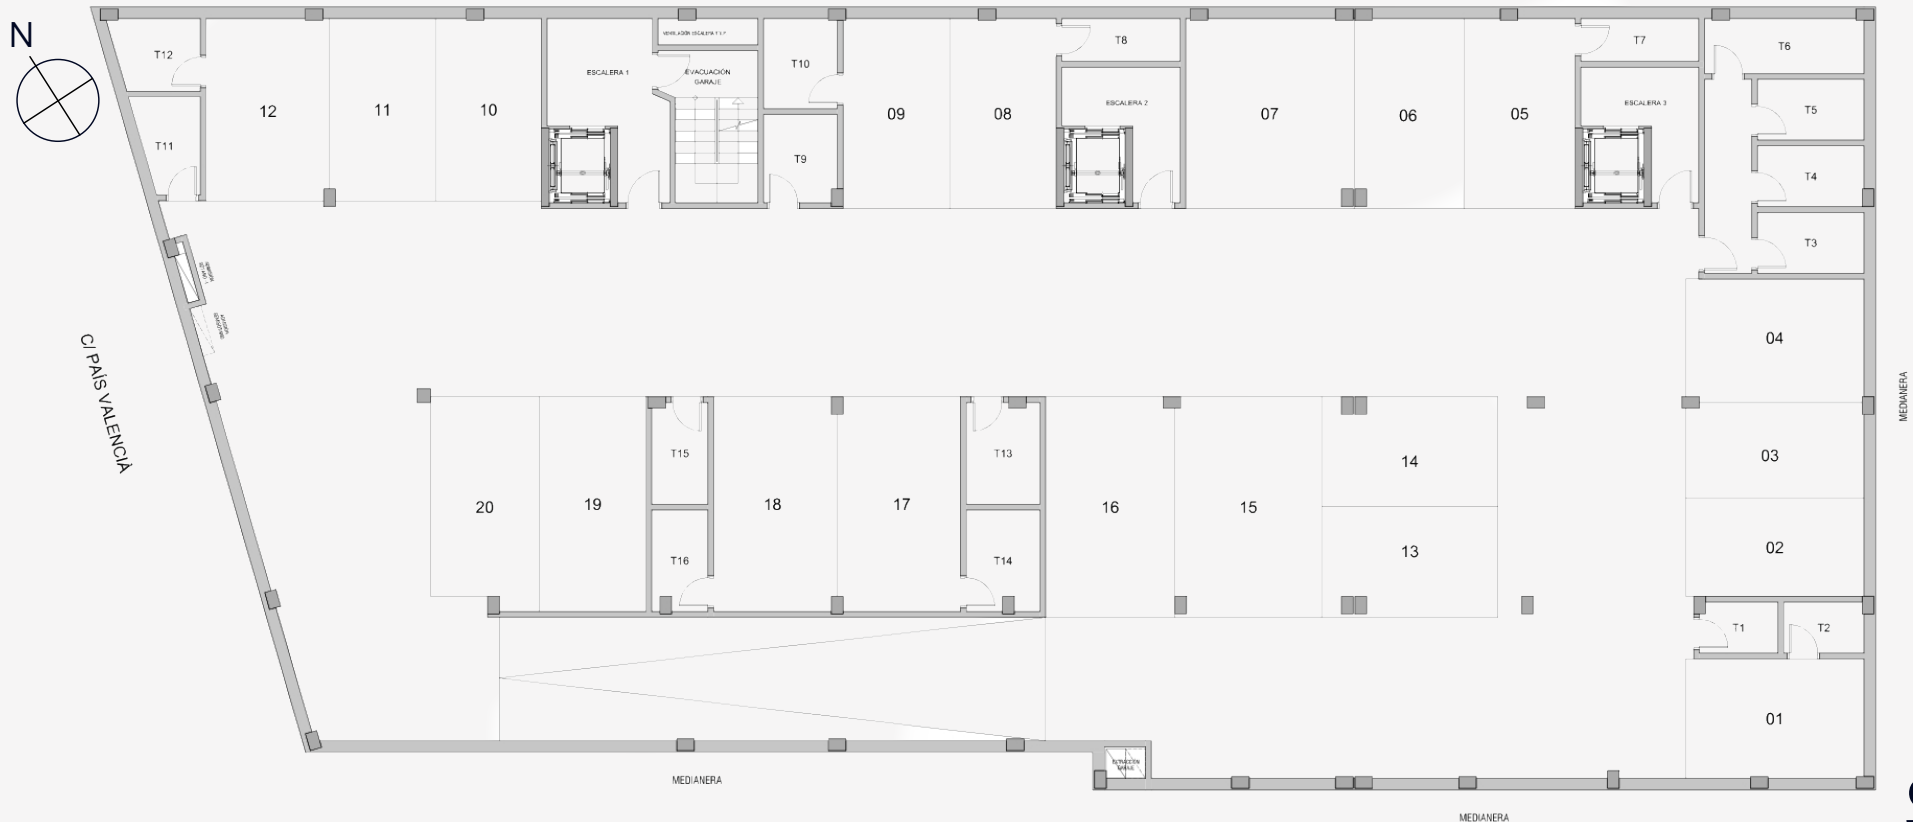 N
T12
T11
12
11
10
ESCALERA 1
EVACUACIÓN
GARAJE
T10
T9
09
08
T8
ESCALERA 2
07
06
05
T7
ESCALERA 3
T6
T5
T4
T3
04
03
02
T1
T2
01
C/ PAÍS VALENCIÀ
20
19
T15
T16
18
17
T13
T14
16
15
14
13
EXTRACCIÓN
GARAJE
MEDIANERA
MEDIANERA
MEDIANERA